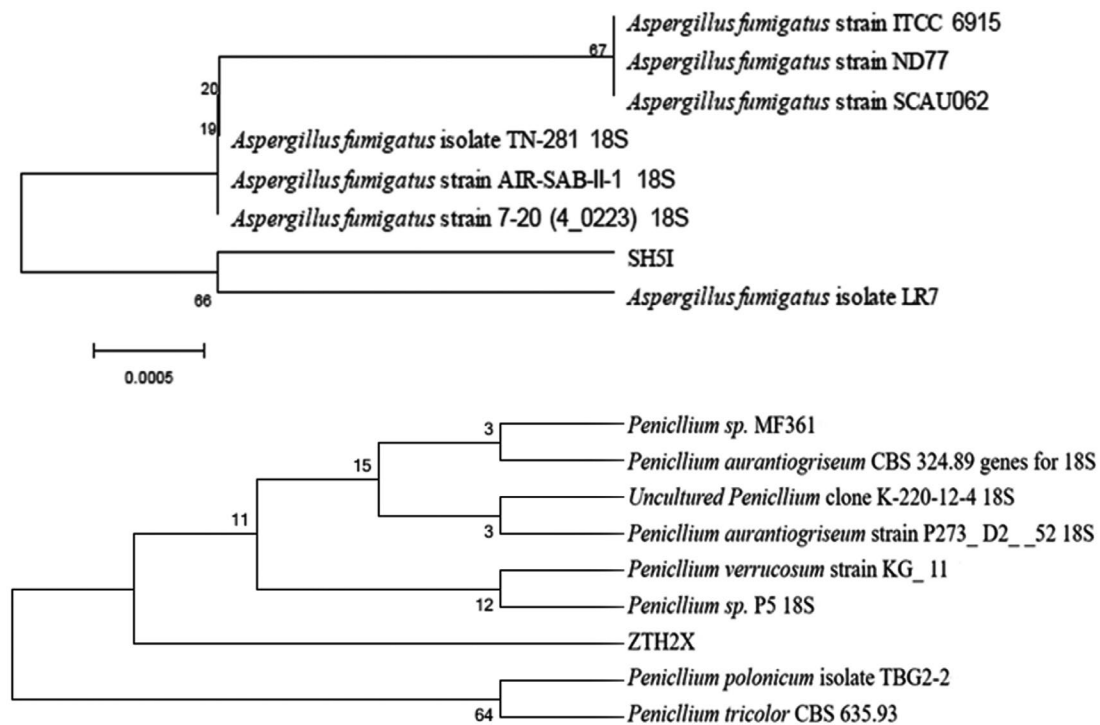 Aspergillus fumigatus strain ITCC 6915
67
Aspergillus fumigatus strain ND77
20
Aspergillus fumigatus strain SCAU062
19
Aspergillus fumigatus isolate TN-281 18S
Aspergillus fumigatus strain AIR-SAB-II-1 18S
Aspergillus fumigatus strain 7-20 (4_0223) 18S
SH5I
66
Aspergillus fumigatus isolate LR7
0.0005
3
Penicllium sp. MF361
15
Penicllium aurantiogriseum CBS 324.89 genes for 18S
Uncultured Penicllium clone K-220-12-4 18S
11
3
Penicllium aurantiogriseum strain P273_ D2_ _52 18S
Penicllium verrucosum strain KG_ 11
12
Penicllium sp. P5 18S
ZTH2X
Penicllium polonicum isolate TBG2-2
64
Penicllium tricolor CBS 635.93